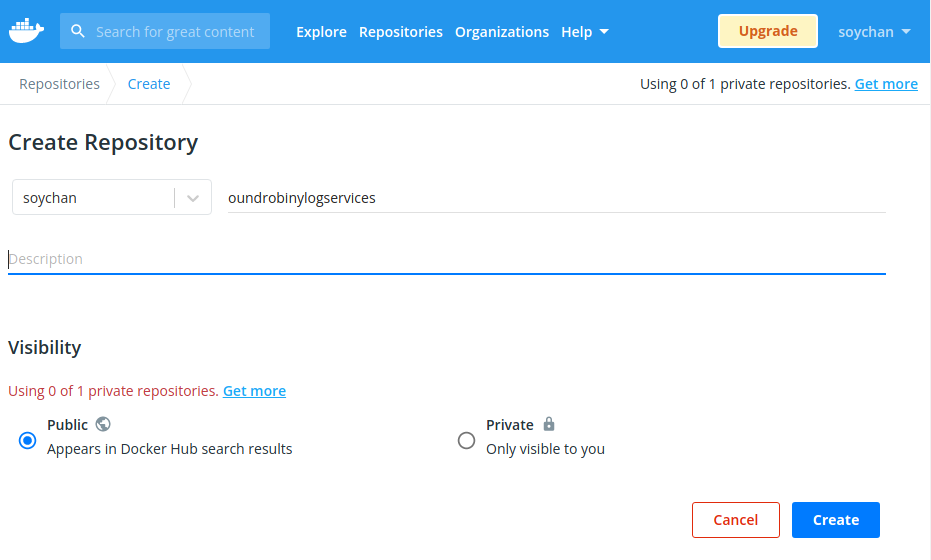 Search for great content Explore Repositories Organizations Help Upgrade soychan
Repositories Create Using 0 of 1 private repositories. Get more
Create Repository
soychan oundrobinylogservices
Description
Visibility
Using 0 of 1 private repositories. Get more
Public Private
Appears in Docker Hub search results Only visible to you
Cancel Create